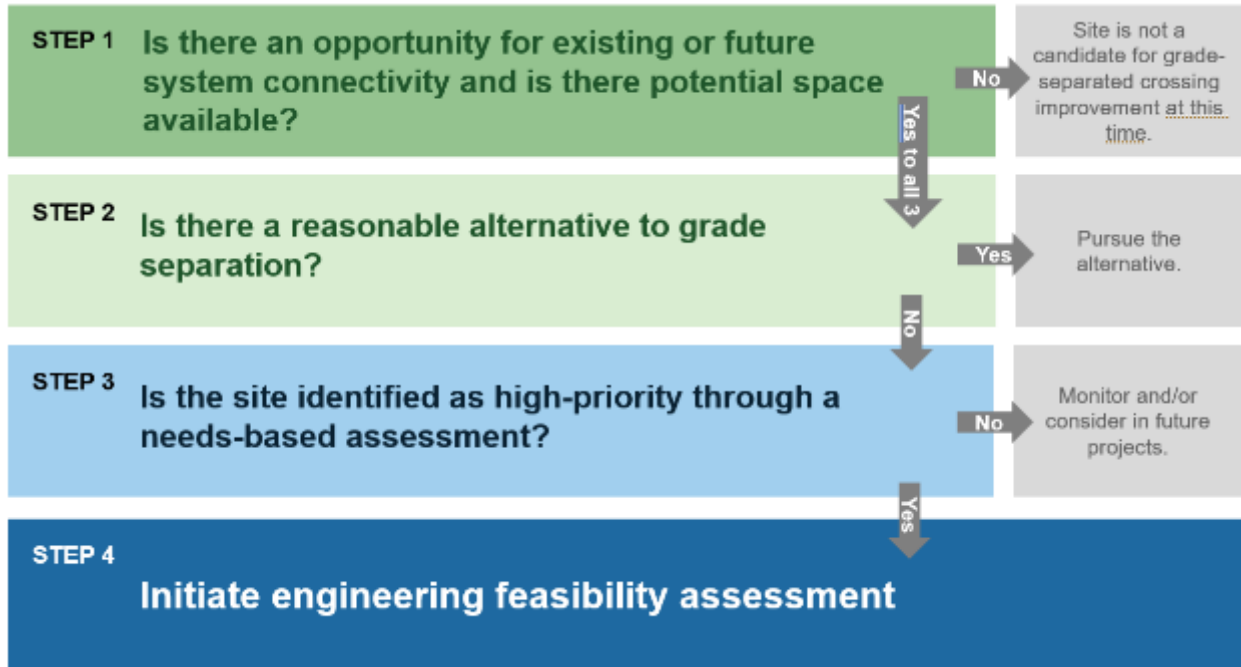 STEP 1
Is there an opportunity for existing or future
system connectivity and is there potential space
available?
No
Site is not a
candidate for grade-
separated crossing
improvement at this
time.
Yes to all 3
STEP 2
Is there a reasonable alternative to grade
separation?
Yes
Pursue the
alternative.
No
STEP 3
Is the site identified as high-priority through a
needs-based assessment?
No
Monitor and/or
consider in future
projects.
Yes
STEP 4
Initiate engineering feasibility assessment